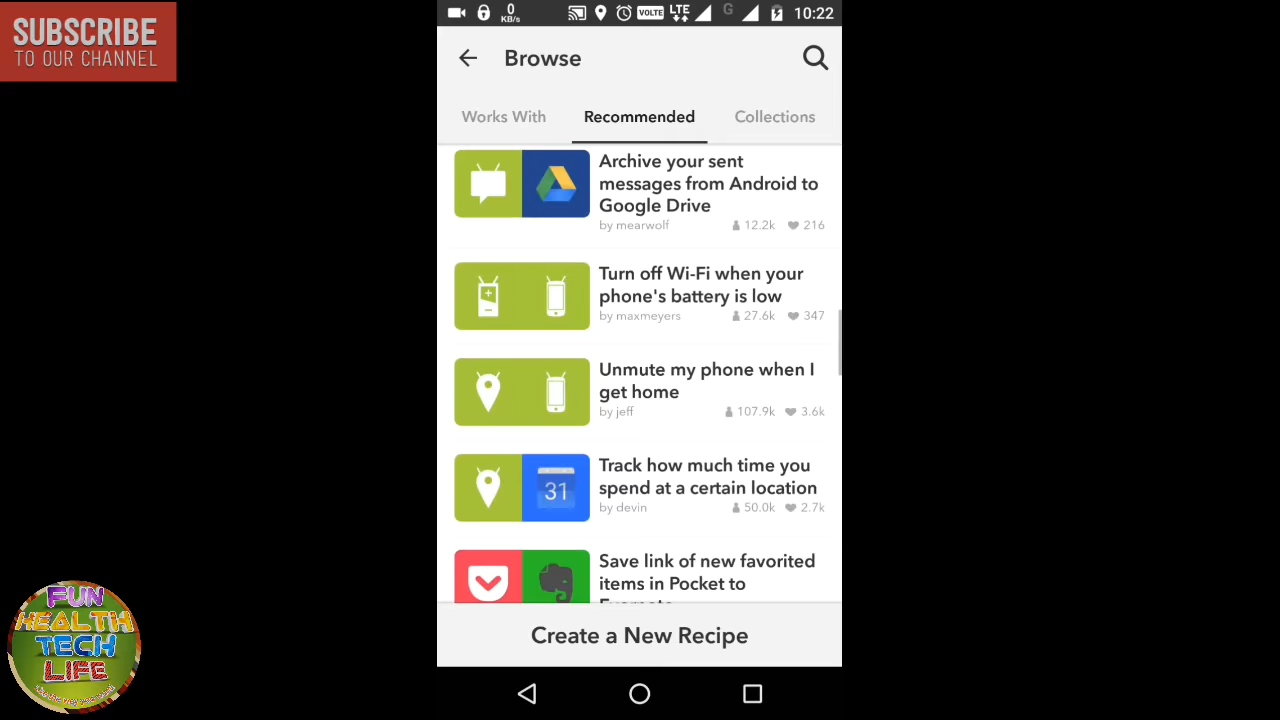 SUBSCRIBE
TO OUR CHANNEL
0
KB/s
VOLTE
LTE
G
10:22
Browse
Works With
Recommended
Collections
Archive your sent
messages from Android to
Google Drive
by mearwolf 12.2k 216
Turn off Wi-Fi when your
phone's battery is low
by maxmeyers 27.6k 347
Unmute my phone when I
get home
by jeff 107.9k 3.6k
31
Track how much time you
spend at a certain location
by devin 50.0k 2.7k
Save link of new favorited
items in Pocket to
Create a New Recipe
FUN
HEALTH
TECH
LIFE